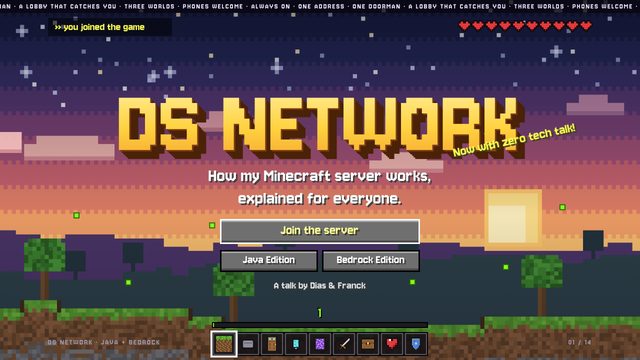 IAN · A LOBBY THAT CATCHES YOU · THREE WORLDS · PHONES WELCOME · ALWAYS ON · ONE ADDRESS · ONE DOORMAN · A LOBBY THAT CATCHES YOU · THREE WORLDS · PHONES WELCOME ·
» you joined the game
DS NETWORK
Now with zero tech talk!
How my Minecraft server works,
explained for everyone.
Join the server
Java Edition
Bedrock Edition
A talk by Dias & Franck
1
DS NETWORK · JAVA + BEDROCK
01 / 14